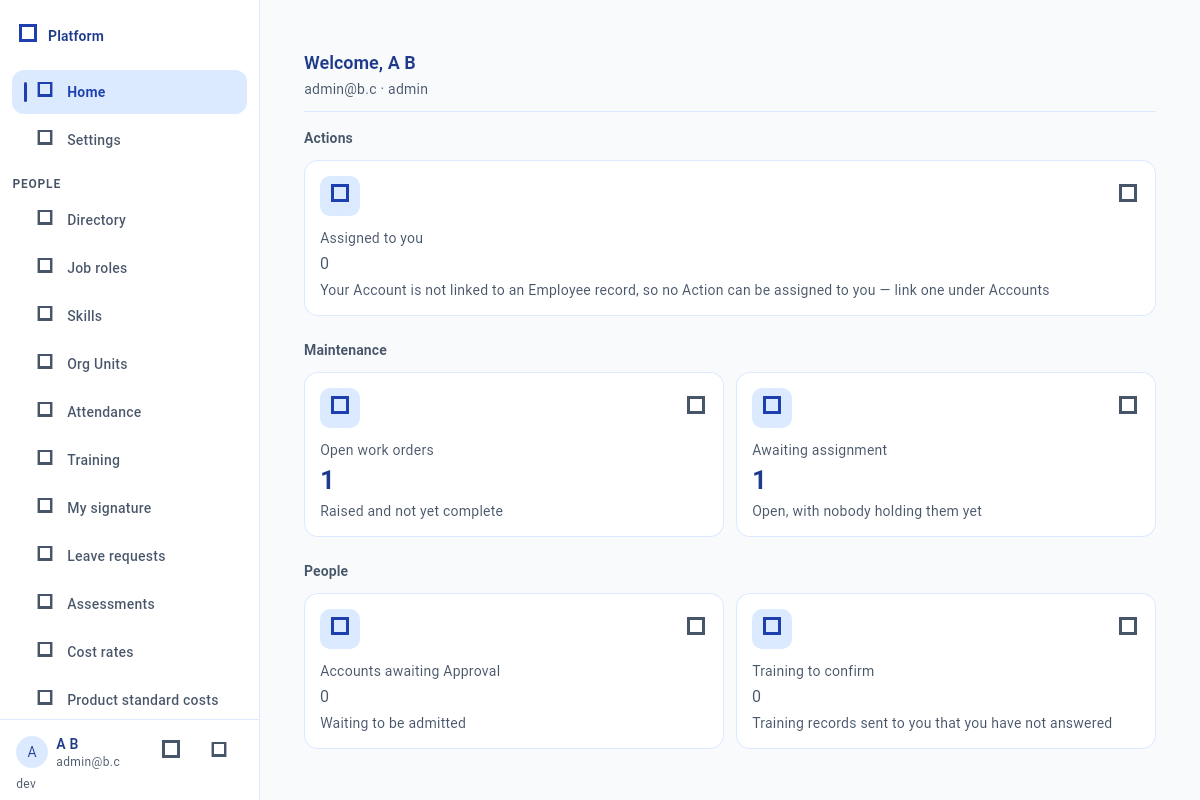 Platform
Home
Settings
PEOPLE
Directory
Job roles
Skills
Org Units
Attendance
Training
My signature
Leave requests
Assessments
Cost rates
Product standard costs
A
A B
admin@b.c
dev
Welcome, A B
admin@b.c · admin
Actions
Assigned to you
0
Your Account is not linked to an Employee record, so no Action can be assigned to you — link one under Accounts
Maintenance
Open work orders
1
Raised and not yet complete
Awaiting assignment
1
Open, with nobody holding them yet
People
Accounts awaiting Approval
0
Waiting to be admitted
Training to confirm
0
Training records sent to you that you have not answered